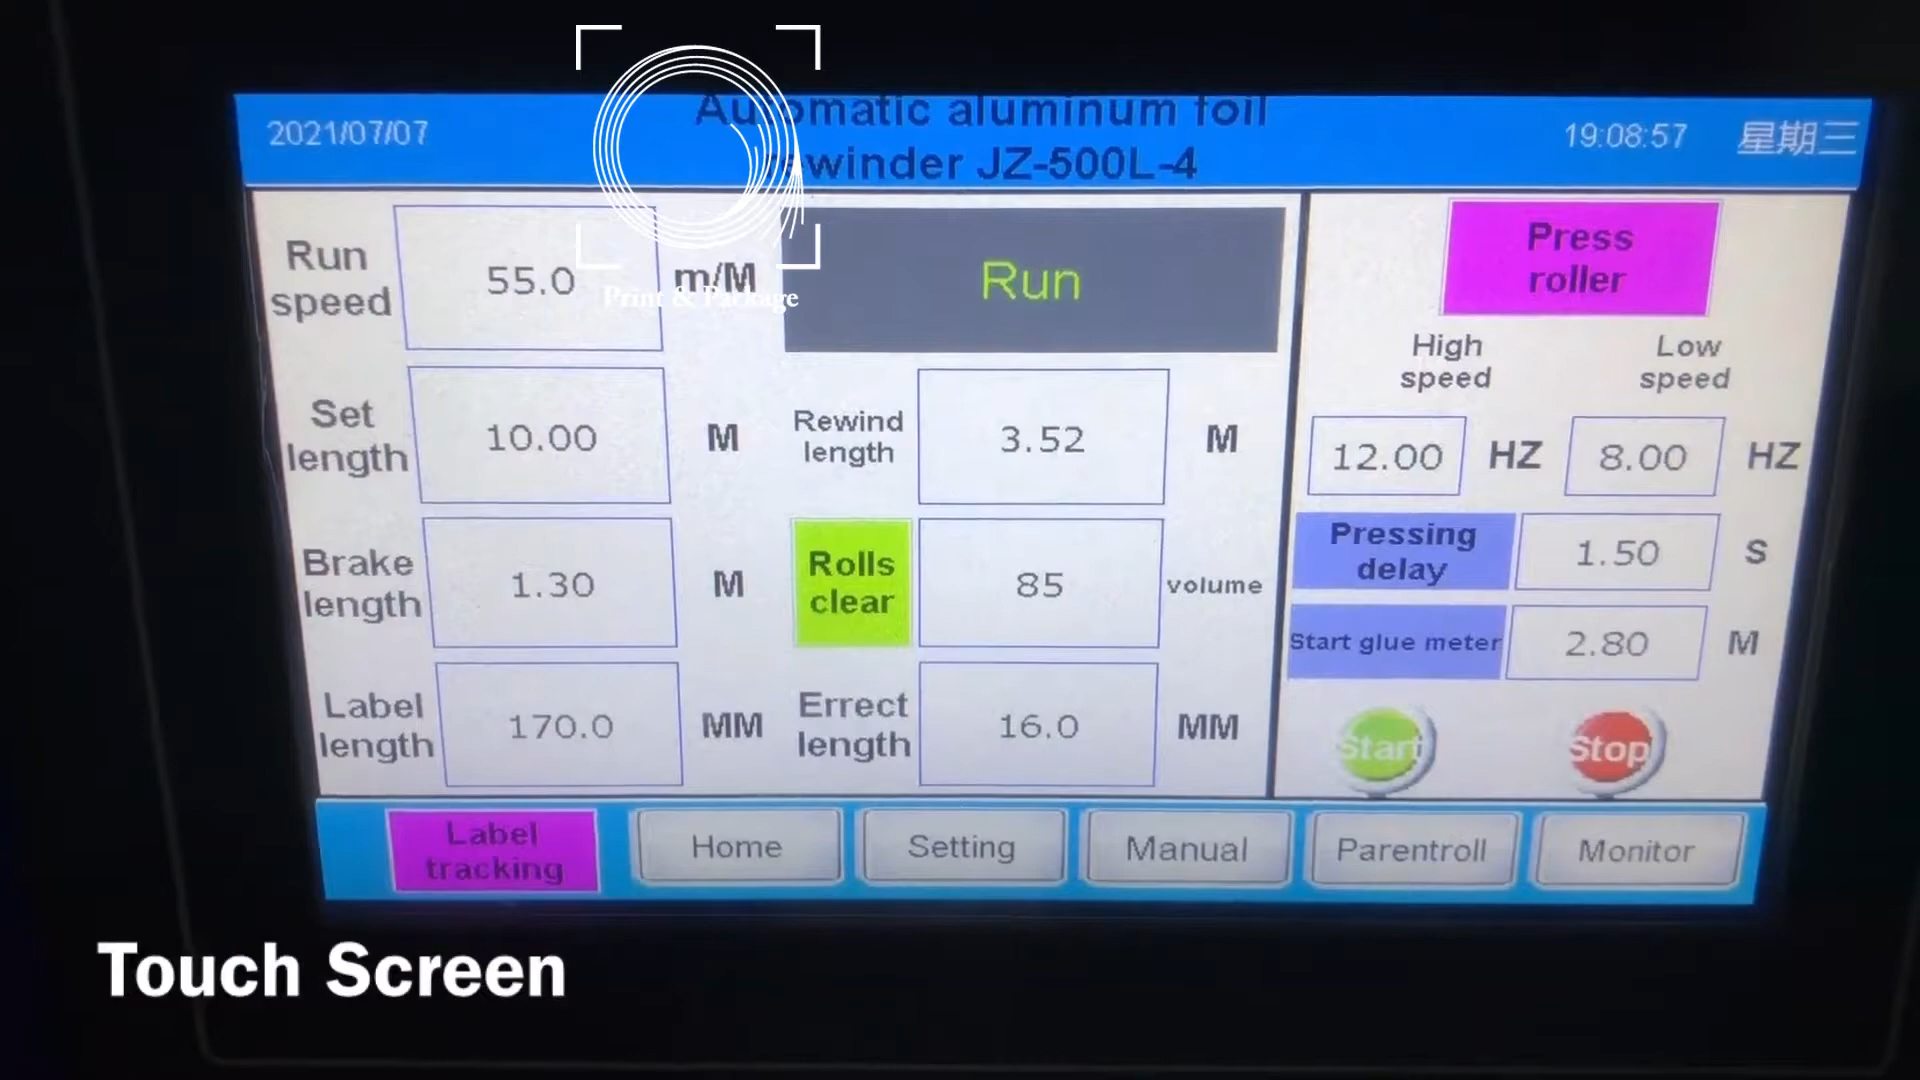 2021/07/07
Automatic aluminum foil
rewinder JZ-500L-4
19:08:57
星期三
Run
speed
55.0
m/M
Print & Package
Run
Set
length
10.00
M
Rewind
length
3.52
M
Brake
length
1.30
M
Rolls
clear
85
volume
Label
length
170.0
MM
Errect
length
16.0
MM
Press
roller
High
speed
Low
speed
12.00
HZ
8.00
HZ
Pressing
delay
1.50
S
Start glue meter
2.80
M
Start
Stop
Label
tracking
Home
Setting
Manual
Parentroll
Monitor
Touch Screen